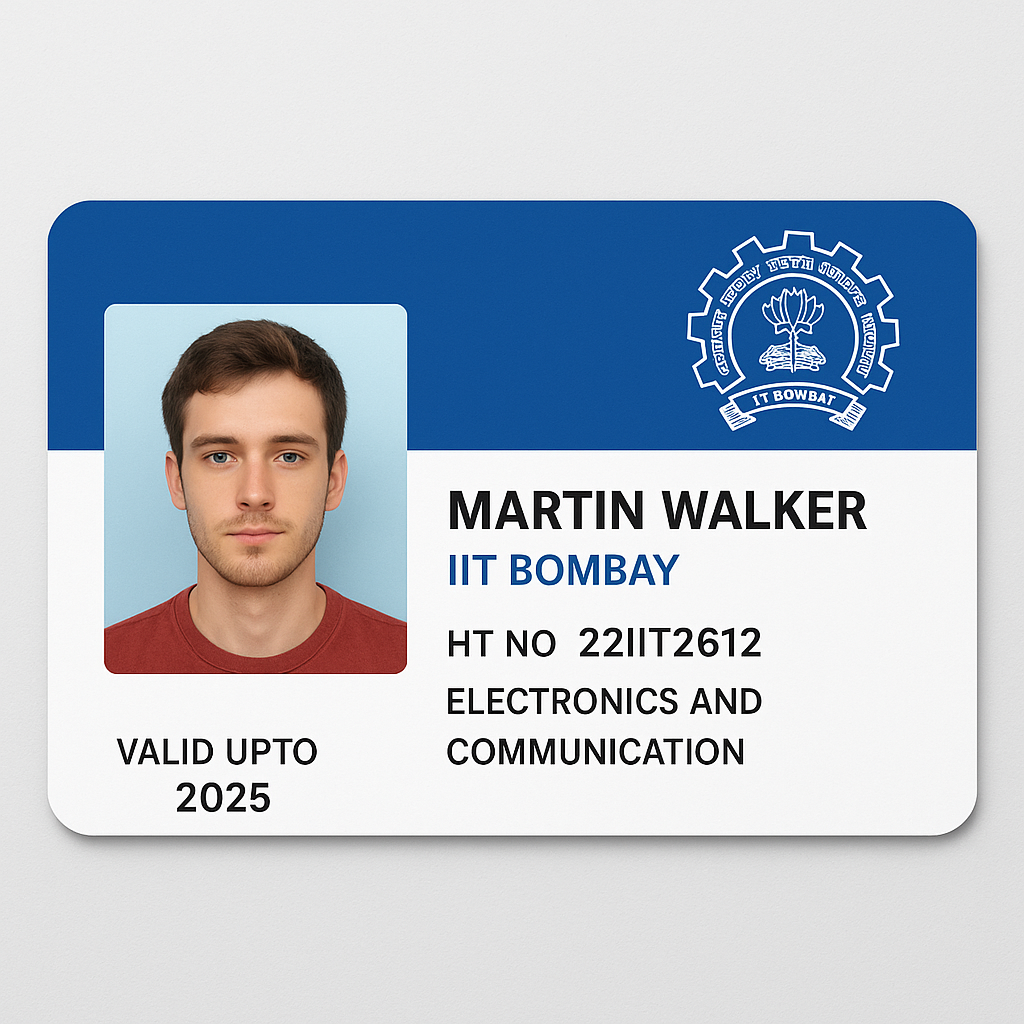 IT BOWBAT
MARTIN WALKER
IIT BOMBAY
HT NO 22IIT2612
ELECTRONICS AND
COMMUNICATION
VALID UPTO
2025